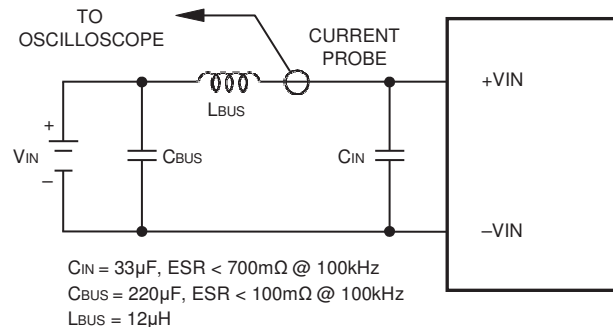 TO
OSCILLOSCOPE
CURRENT
PROBE
LBUS
+VIN
+
VIN
–
CBUS
CIN
–VIN
CIN = 33µF, ESR < 700mΩ @ 100kHz
CBUS = 220µF, ESR < 100mΩ @ 100kHz
LBUS = 12µH